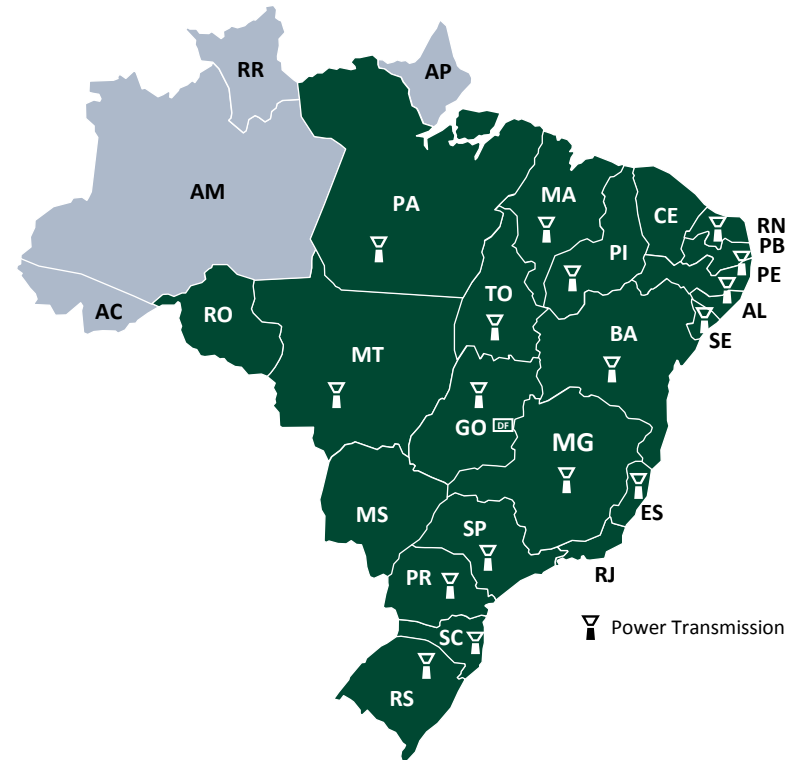 RR
AP
AM
PA
MA
CE
RN
PB
PI
PE
TO
AL
AC
RO
SE
BA
MT
GO
DF
MG
MS
SP
ES
RJ
PR
Power Transmission
SC
RS